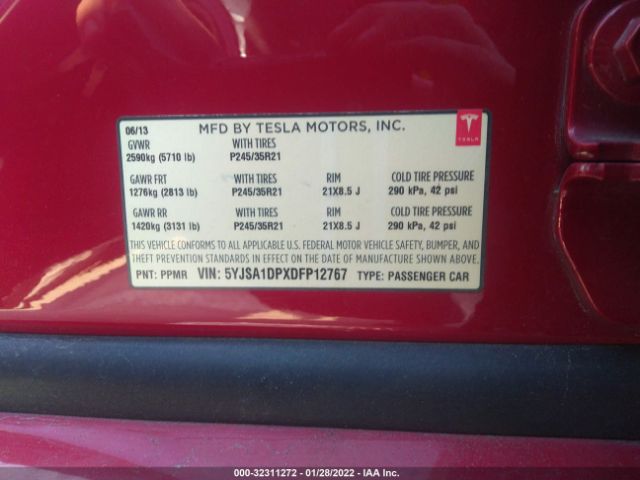 06/13 MFD BY TESLA MOTORS, INC.
TESLA
GVWR WITH TIRES
2590kg (5710 lb) P245/35R21
GAWR FRT WITH TIRES RIM COLD TIRE PRESSURE
1276kg (2813 lb) P245/35R21 21X8.5 J 290 kPa, 42 psi
GAWR RR WITH TIRES RIM COLD TIRE PRESSURE
1420kg (3131 lb) P245/35R21 21X8.5 J 290 kPa, 42 psi
THIS VEHICLE CONFORMS TO ALL APPLICABLE U.S. FEDERAL MOTOR VEHICLE SAFETY, BUMPER, AND
THEFT PREVENTION STANDARDS IN EFFECT ON THE DATE OF MANUFACTURE SHOWN ABOVE.
PNT: PPMR VIN: 5YJSA1DPXDFP12767 TYPE: PASSENGER CAR
000-32311272 - 01/28/2022 - IAA Inc.